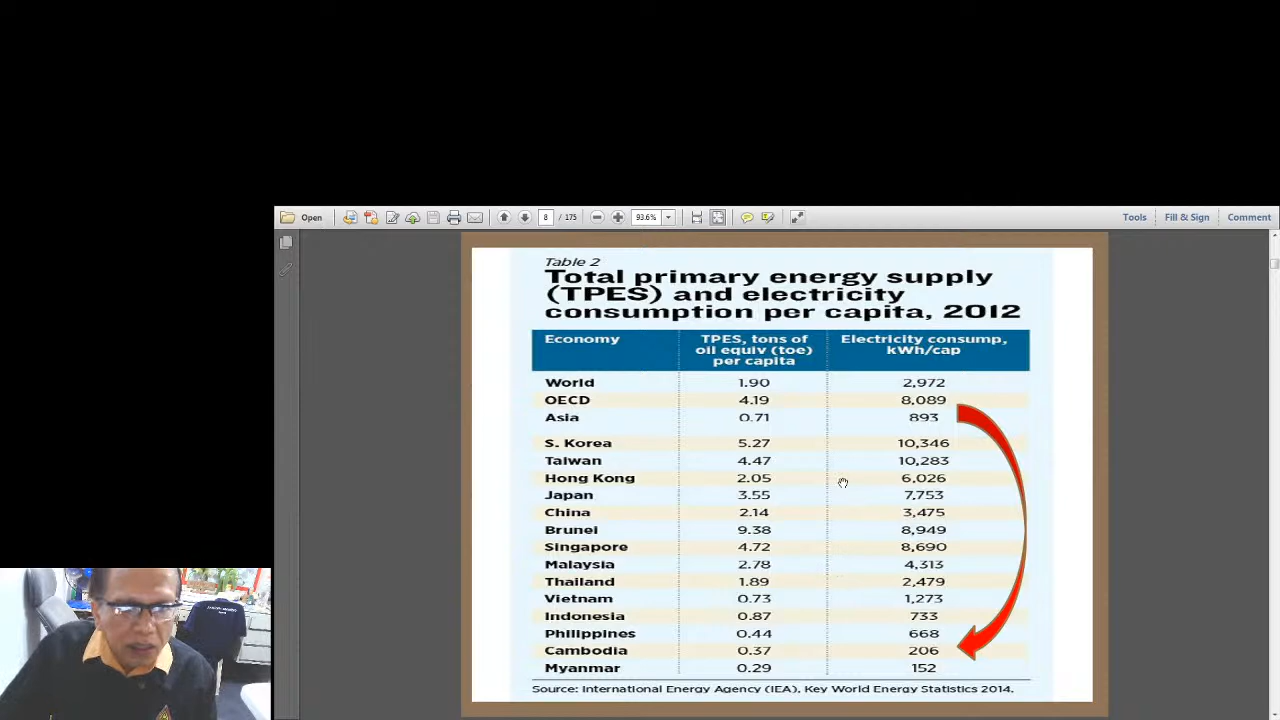 Open 8 / 175 93.6% Tools Fill & Sign Comment
Table 2
Total primary energy supply
(TPES) and electricity
consumption per capita, 2012
Economy TPES, tons of oil equiv (toe) per capita Electricity consump, kWh/cap
World 1.90 2,972
OECD 4.19 8,089
Asia 0.71 893
S. Korea 5.27 10,346
Taiwan 4.47 10,283
Hong Kong 2.05 6,026
Japan 3.55 7,753
China 2.14 3,475
Brunei 9.38 8,949
Singapore 4.72 8,690
Malaysia 2.78 4,313
Thailand 1.89 2,479
Vietnam 0.73 1,273
Indonesia 0.87 733
Philippines 0.44 668
Cambodia 0.37 206
Myanmar 0.29 152
Source: International Energy Agency (IEA), Key World Energy Statistics 2014.